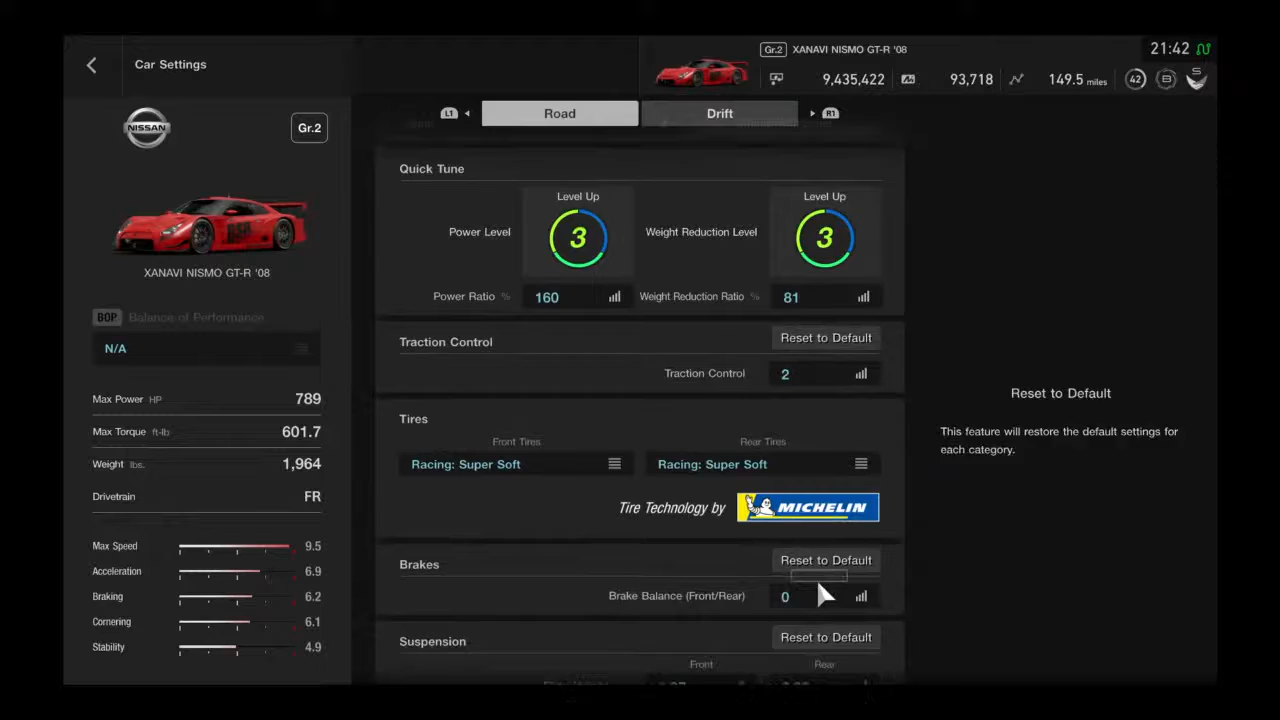 Car Settings
Gr.2 XANAVI NISMO GT-R '08
21:42
9,435,422
93,718
149.5 miles
42
B
S
L1
Road
Drift
R1
NISSAN
Gr.2
XANAVI NISMO GT-R '08
BOP Balance of Performance
N/A
Max Power HP 789
Max Torque ft-lb 601.7
Weight lbs. 1,964
Drivetrain FR
Max Speed 9.5
Acceleration 6.9
Braking 6.2
Cornering 6.1
Stability 4.9
Quick Tune
Level Up
Level Up
Power Level 3
Weight Reduction Level 3
Power Ratio % 160
Weight Reduction Ratio % 81
Traction Control
Reset to Default
Traction Control 2
Tires
Front Tires
Rear Tires
Racing: Super Soft
Racing: Super Soft
Tire Technology by MICHELIN
Brakes
Reset to Default
Brake Balance (Front/Rear) 0
Suspension
Reset to Default
Front
Rear
Reset to Default
This feature will restore the default settings for
each category.